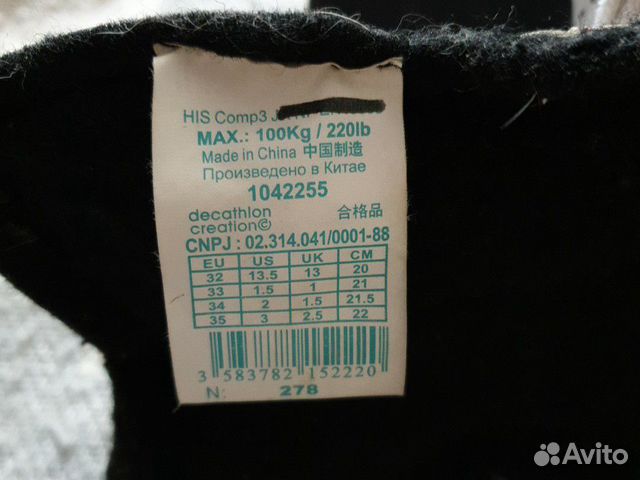 HIS Comp3
MAX.: 100Kg / 220lb
Made in China 中国制造
Произведено в Китае
1042255
decathlon 合格品
creation©
CNPJ : 02.314.041/0001-88
EU US UK CM
32 13.5 13 20
33 1.5 1 21
34 2 1.5 21.5
35 3 2.5 22
3 583782 152220
N: 278
Avito